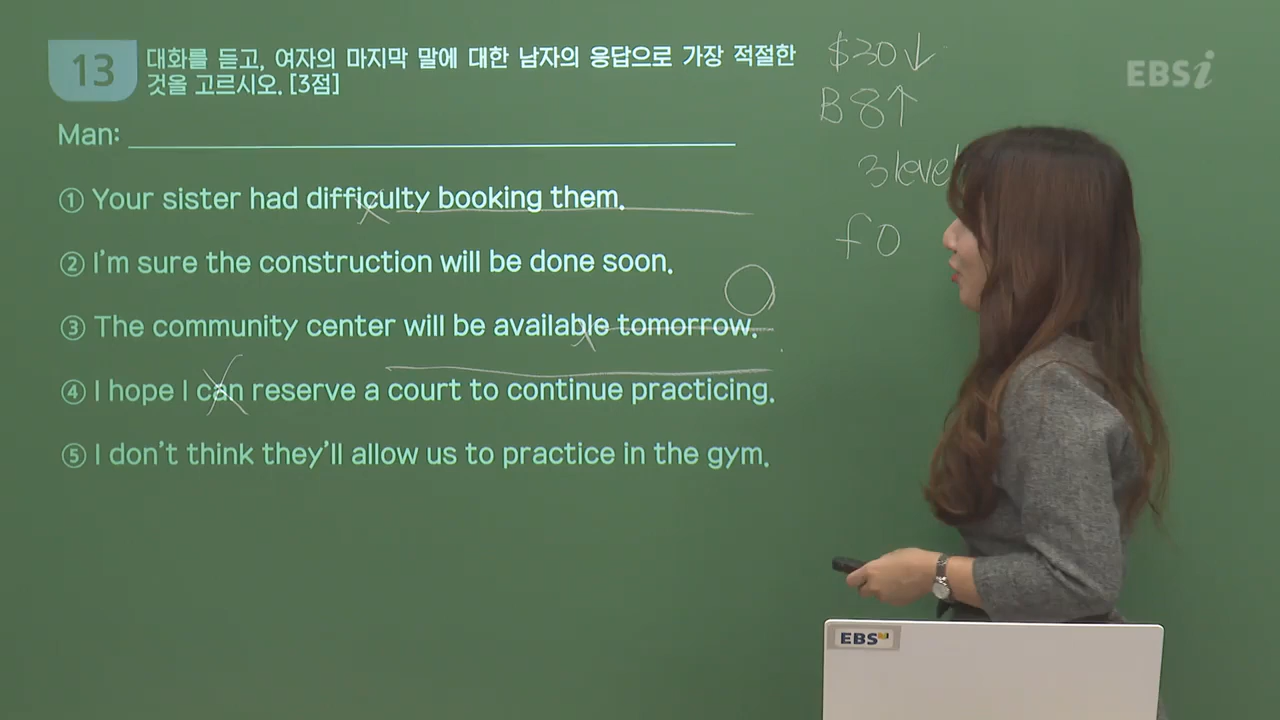 13
대화를 듣고, 여자의 마지막 말에 대한 남자의 응답으로 가장 적절한
것을 고르시오. [3점]
Man:
① Your sister had difficulty booking them.
② I'm sure the construction will be done soon.
③ The community center will be available tomorrow.
④ I hope I can reserve a court to continue practicing.
⑤ I don't think they'll allow us to practice in the gym.
$30↓
B 8↑
3 level
f0
EBSi
EBS